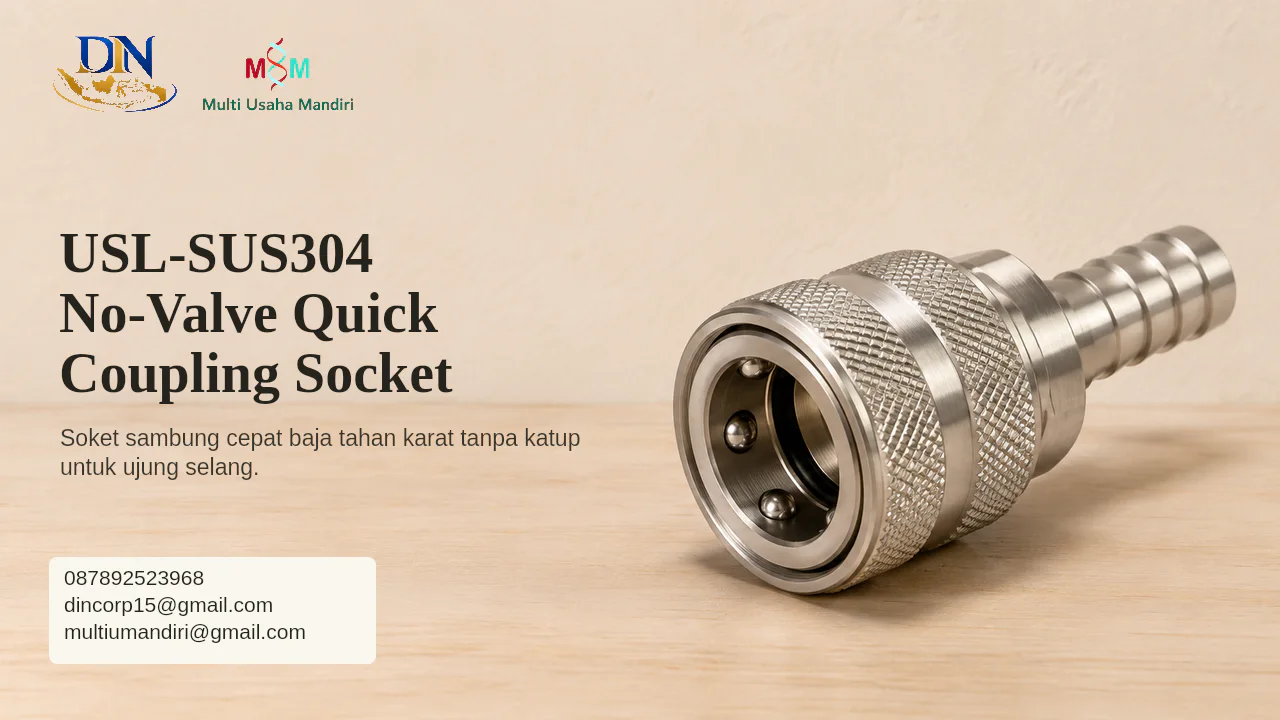 DN
MSM
Multi Usaha Mandiri
USL-SUS304
No-Valve Quick
Coupling Socket
Soket sambung cepat baja tahan karat tanpa katup
untuk ujung selang.
087892523968
dincorp15@gmail.com
multiumandiri@gmail.com